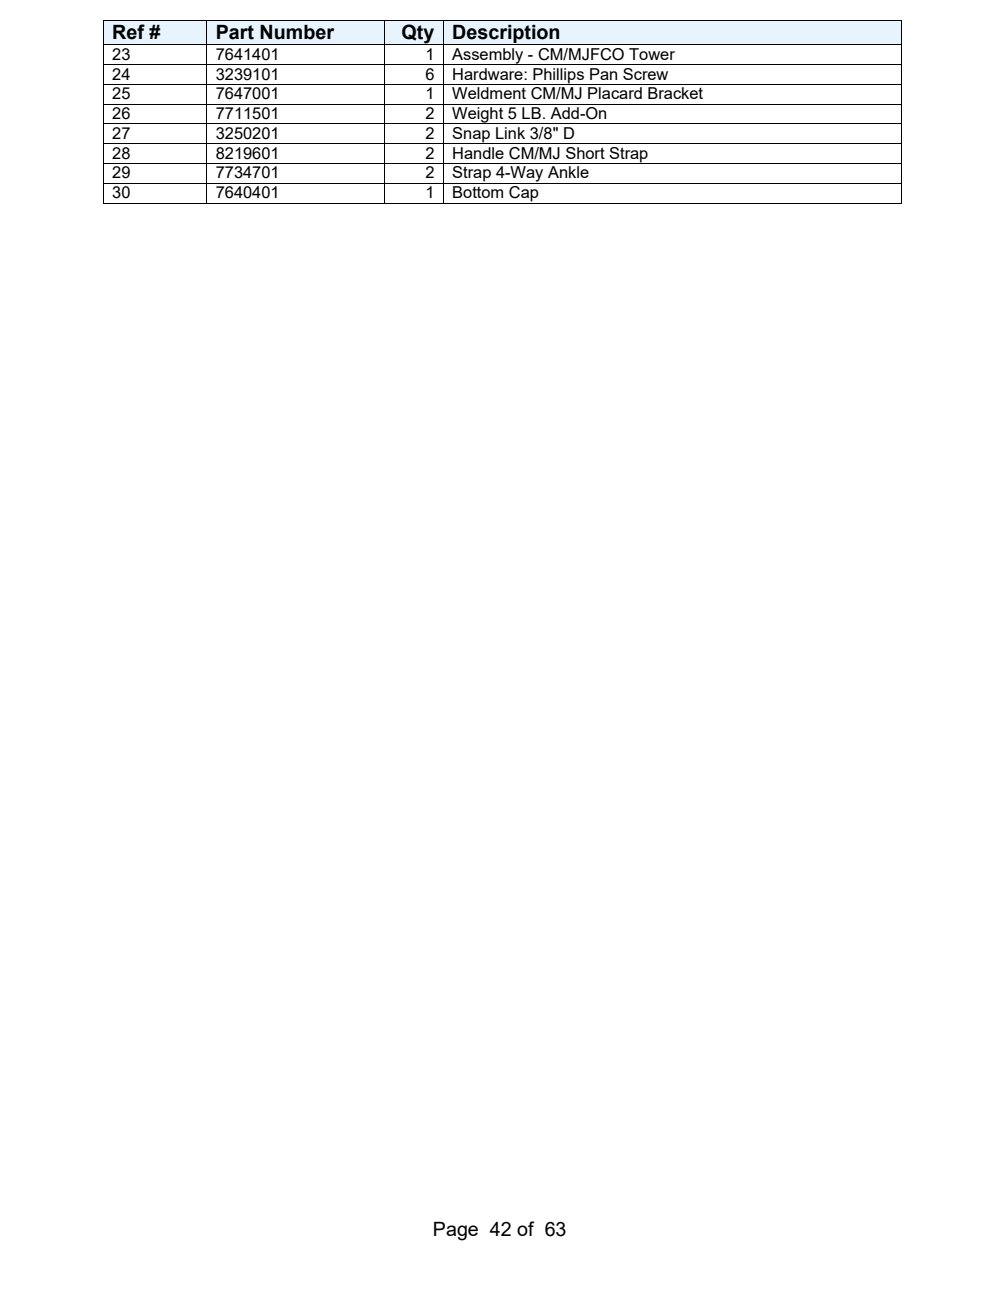 Ref # Part Number Qty Description
23 7641401 1 Assembly - CM/MJFCO Tower
24 3239101 6 Hardware: Phillips Pan Screw
25 7647001 1 Weldment CM/MJ Placard Bracket
26 7711501 2 Weight 5 LB. Add-On
27 3250201 2 Snap Link 3/8" D
28 8219601 2 Handle CM/MJ Short Strap
29 7734701 2 Strap 4-Way Ankle
30 7640401 1 Bottom Cap
Page 42 of 63